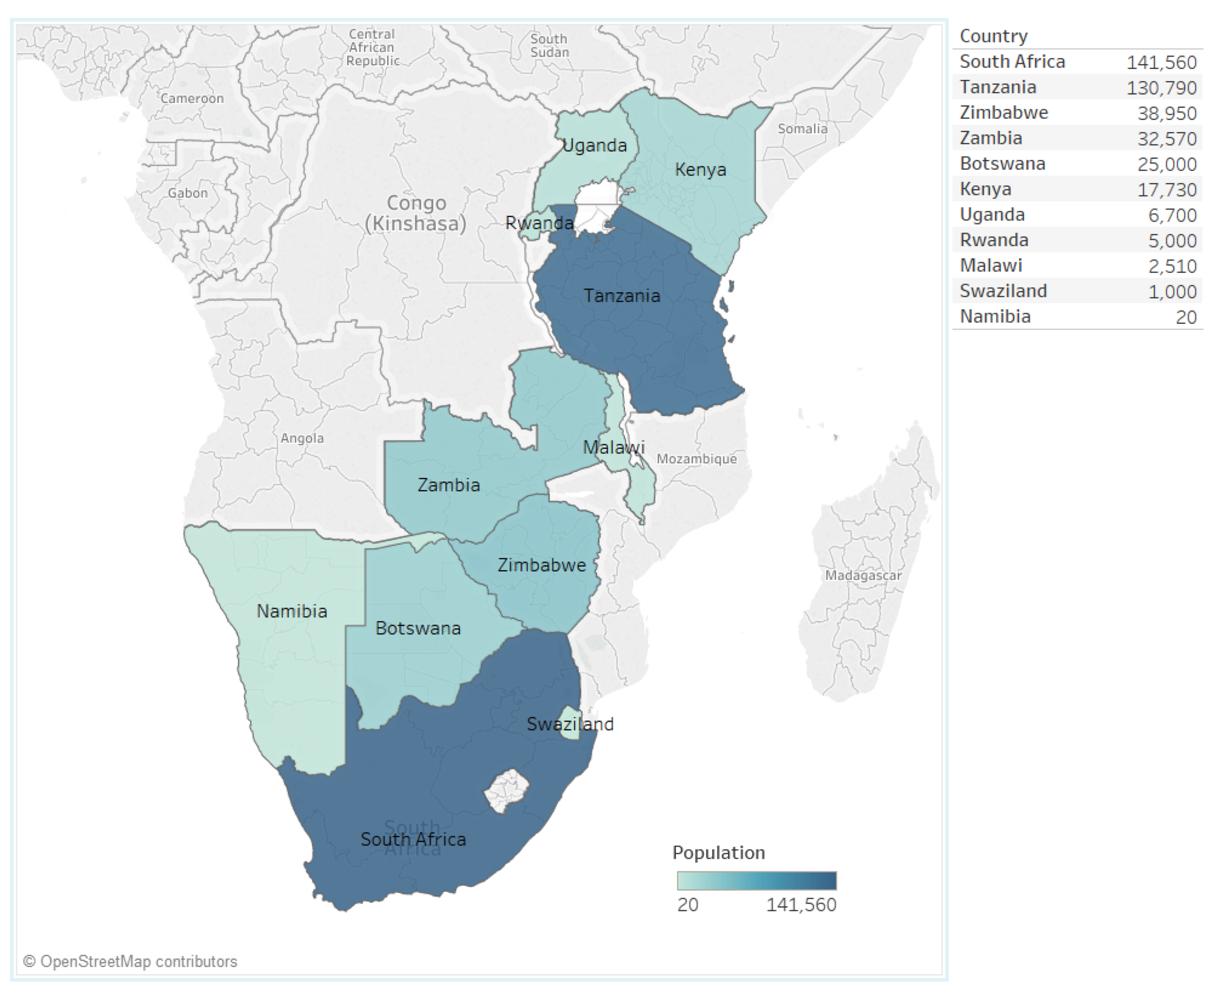 Central
African
Republic
South
Sudan
Cameroon
Somalia
Uganda
Kenya
Gabon
Congo
(Kinshasa)
Rwanda
Tanzania
Angola
Malawi
Mozambique
Zambia
Zimbabwe
Madagascar
Namibia
Botswana
Swaziland
South
Africa
South Africa
Population
20 141,560
© OpenStreetMap contributors
Country
South Africa 141,560
Tanzania 130,790
Zimbabwe 38,950
Zambia 32,570
Botswana 25,000
Kenya 17,730
Uganda 6,700
Rwanda 5,000
Malawi 2,510
Swaziland 1,000
Namibia 20